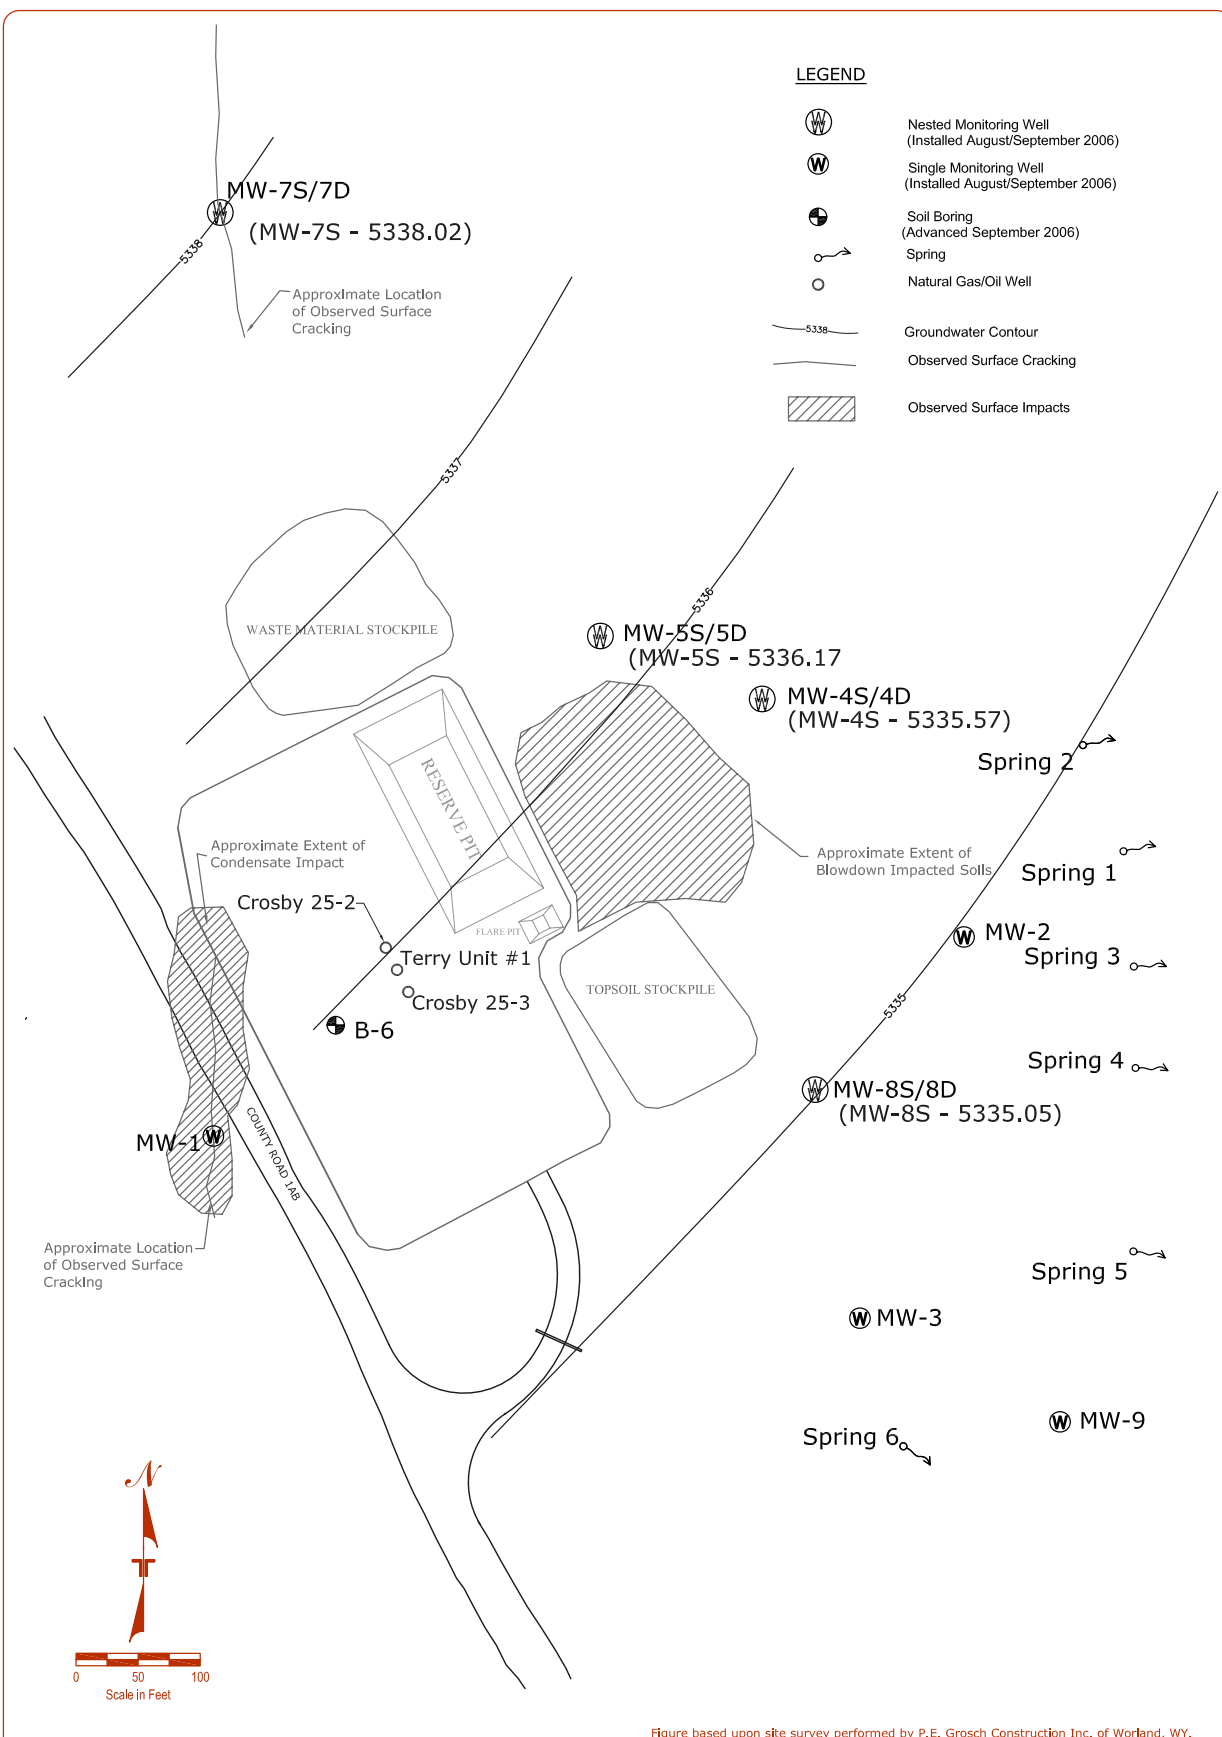 LEGEND
Nested Monitoring Well
(Installed August/September 2006)
Single Monitoring Well
(Installed August/September 2006)
Soil Boring
(Advanced September 2006)
Spring
Natural Gas/Oil Well
5338
Groundwater Contour
Observed Surface Cracking
Observed Surface Impacts
MW-7S/7D
(MW-7S - 5338.02)
5338
Approximate Location
of Observed Surface
Cracking
5337
5336
WASTE MATERIAL STOCKPILE
MW-5S/5D
(MW-5S - 5336.17
MW-4S/4D
(MW-4S - 5335.57)
Spring 2
RESERVE PIT
Approximate Extent of
Condensate Impact
Approximate Extent of
Blowdown Impacted Soils
Spring 1
Crosby 25-2
FLARE PIT
MW-2
Spring 3
Terry Unit #1
TOPSOIL STOCKPILE
Crosby 25-3
5335
B-6
Spring 4
MW-8S/8D
(MW-8S - 5335.05)
MW-1
COUNTY ROAD 1AB
Approximate Location
of Observed Surface
Cracking
Spring 5
MW-3
MW-9
Spring 6
N
T
0 50 100
Scale in Feet
Figure based upon site survey performed by P.E. Grosch Construction Inc. of Worland, WY.